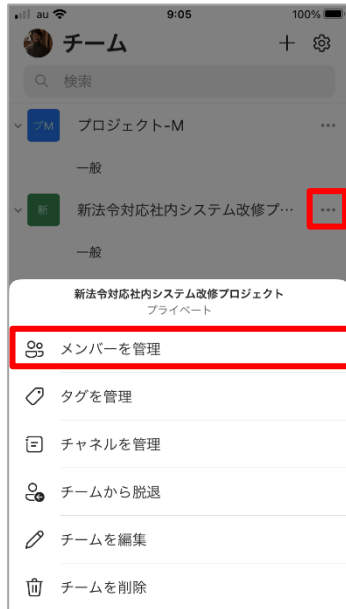 au 9:05 100%
チーム
検索
プM プロジェクト-M
一般
新 新法令対応社内システム改修プ…
一般
新法令対応社内システム改修プロジェクト
プライベート
メンバーを管理
タグを管理
チャネルを管理
チームから脱退
チームを編集
チームを削除